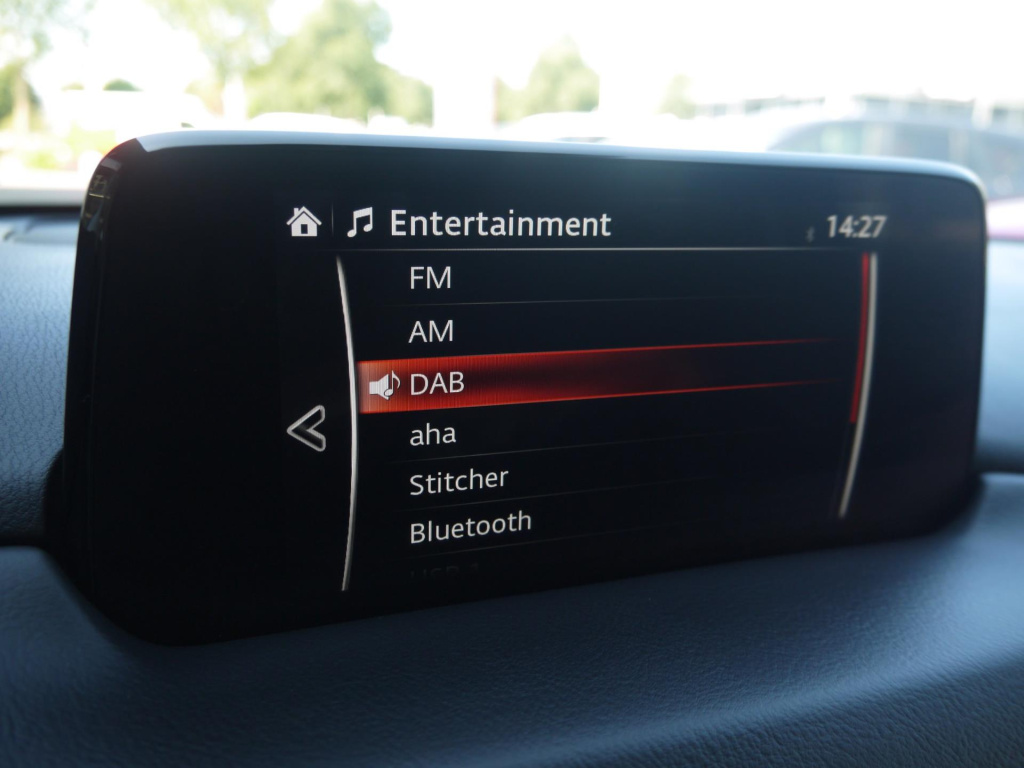 Entertainment
14:27
FM
AM
DAB
aha
Stitcher
Bluetooth